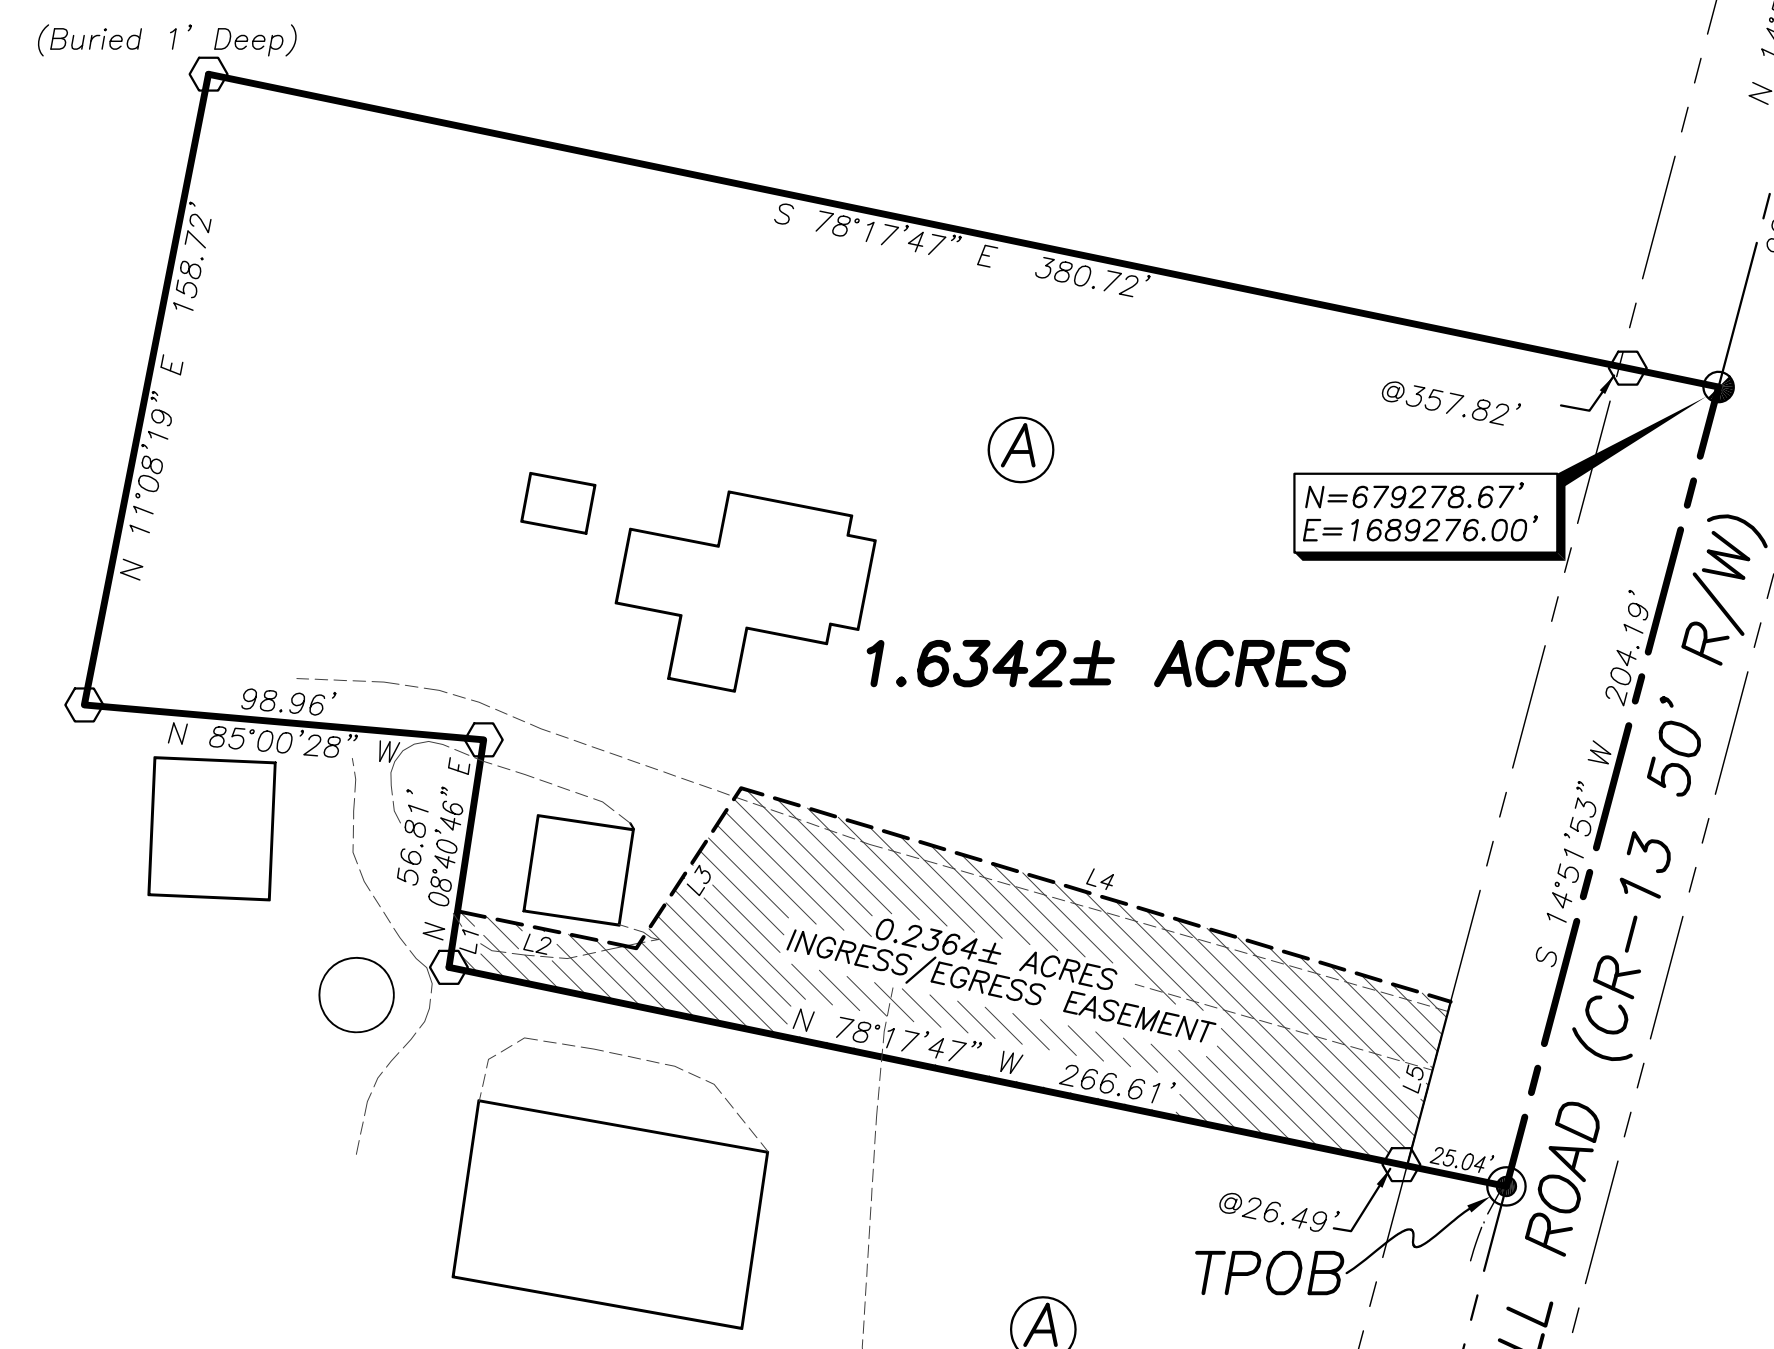 (Buried 1' Deep)
N 14°
S 78°17'47" E 380.72'
N 11°08'19" E 158.72'
@357.82'
A
N=679278.67'
E=1689276.00'
1.6342± ACRES
S 14°51'53" W 204.19'
LL ROAD (CR-13 50' R/W)
98.96'
N 85°00'28" W
56.81'
N 08°40'46" E
L1
L2
L3
L4
L5
0.2364± ACRES
INGRESS/EGRESS EASEMENT
N 78°17'47" W 266.61'
25.04'
@26.49'
TPOB
A